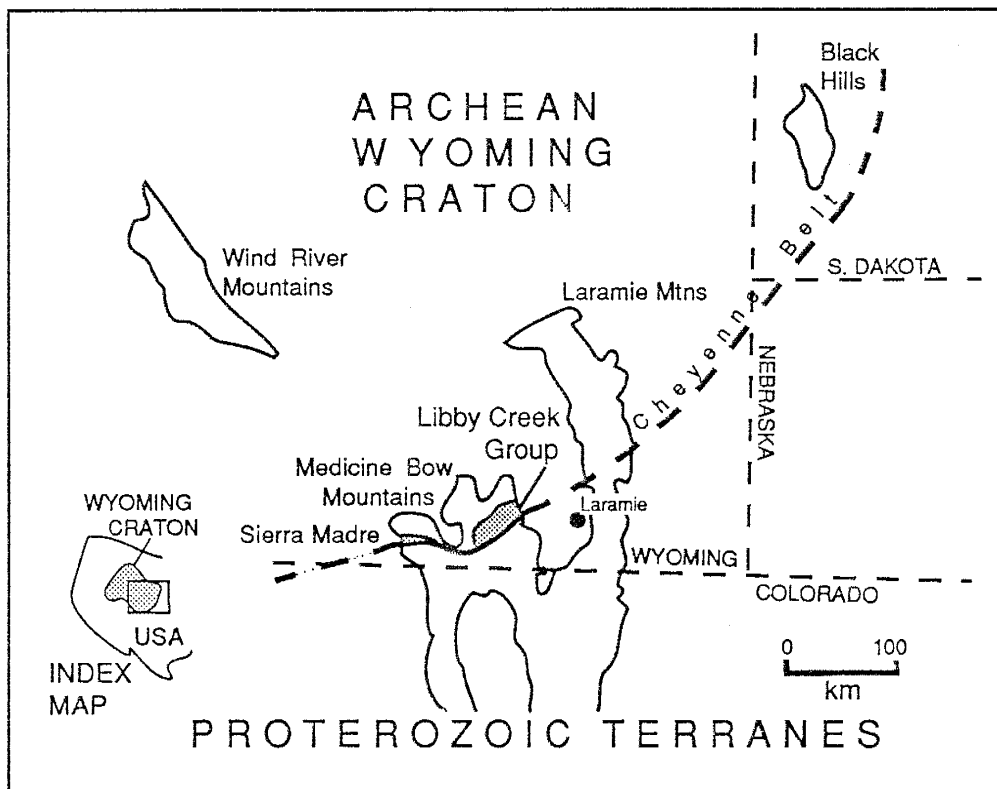 Black
Hills
ARCHEAN
WYOMING
CRATON
Wind River
Mountains
Cheyenne Belt
S. DAKOTA
Laramie Mtns
NEBRASKA
Libby Creek
Group
Medicine Bow
Mountains
Laramie
Sierra Madre
WYOMING
CRATON
WYOMING
COLORADO
USA
INDEX
MAP
0 100
km
PROTEROZOIC TERRANES